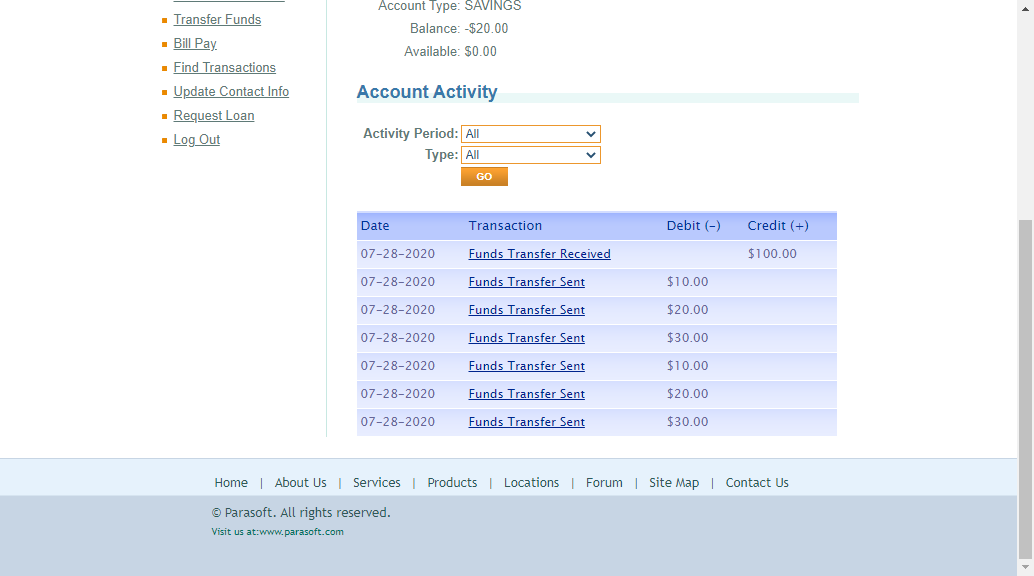 Account Type: SAVINGS
Transfer Funds
Balance: -$20.00
Bill Pay
Available: $0.00
Find Transactions
Update Contact Info
Request Loan
Log Out
Account Activity
Activity Period: All
Type: All
GO
Date Transaction Debit (-) Credit (+)
07-28-2020 Funds Transfer Received $100.00
07-28-2020 Funds Transfer Sent $10.00
07-28-2020 Funds Transfer Sent $20.00
07-28-2020 Funds Transfer Sent $30.00
07-28-2020 Funds Transfer Sent $10.00
07-28-2020 Funds Transfer Sent $20.00
07-28-2020 Funds Transfer Sent $30.00
Home | About Us | Services | Products | Locations | Forum | Site Map | Contact Us
© Parasoft. All rights reserved.
Visit us at:www.parasoft.com